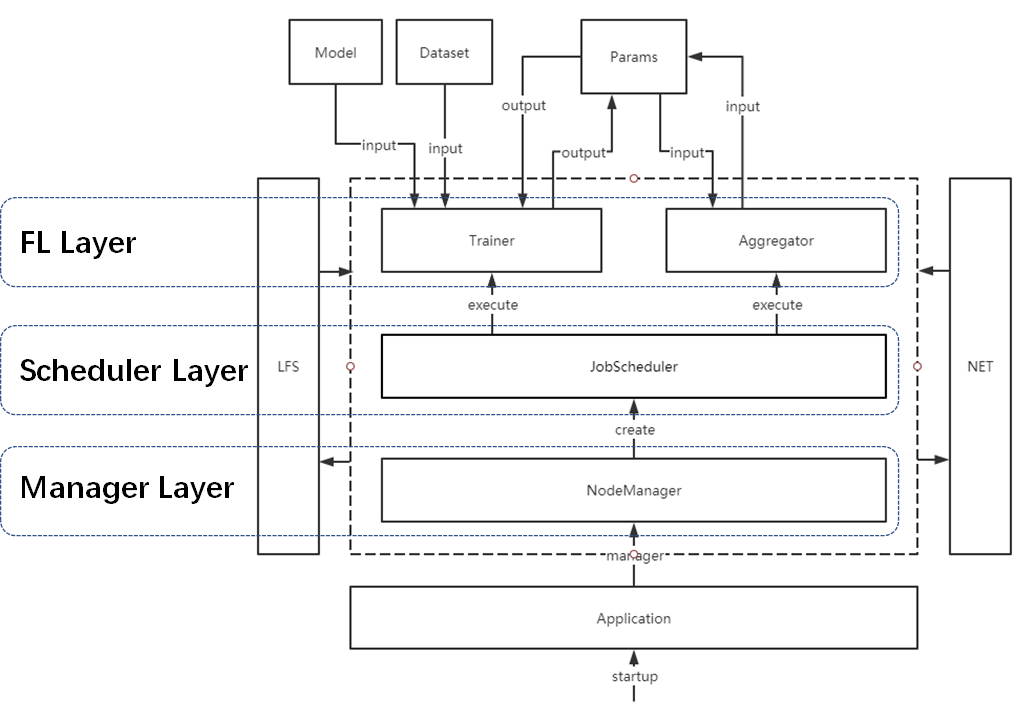 Model
Dataset
Params
output
input
input
input
output
input
FL Layer
Trainer
Aggregator
execute
execute
Scheduler Layer
LFS
JobScheduler
NET
create
Manager Layer
NodeManager
manager
Application
startup